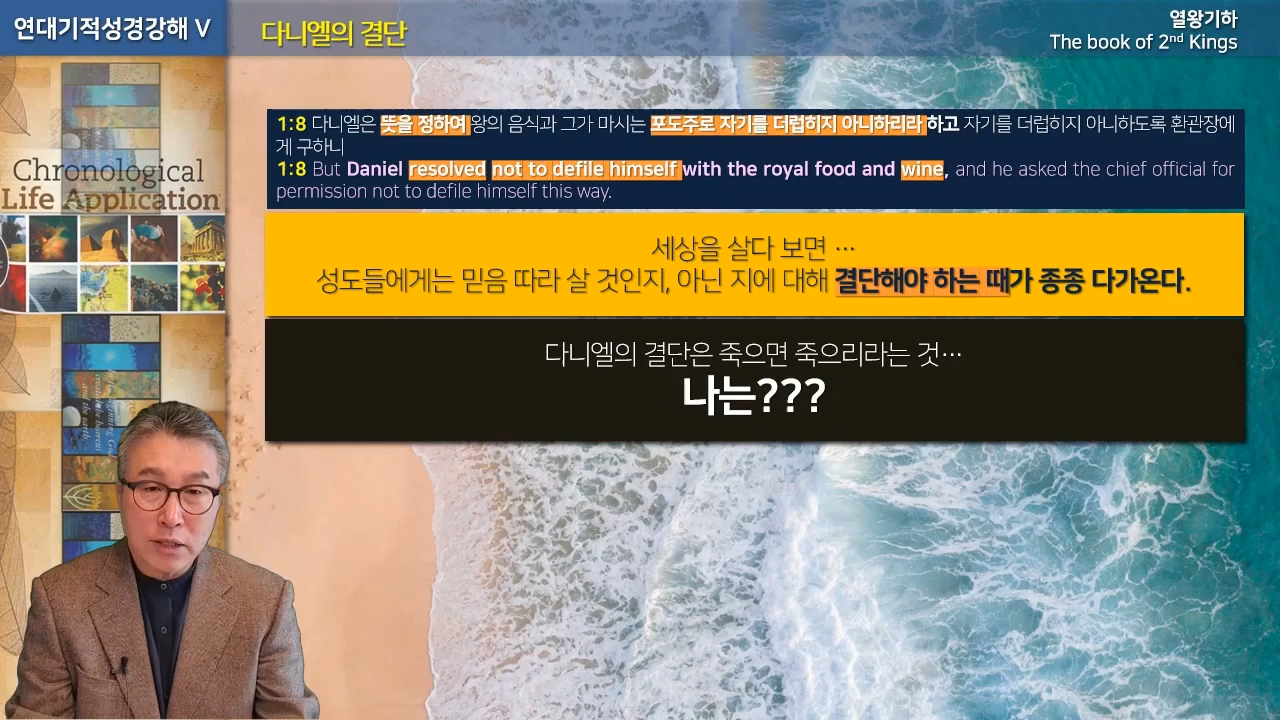 연대기적성경강해 V
다니엘의 결단
열왕기하
The book of 2nd Kings
1:8 다니엘은 뜻을 정하여 왕의 음식과 그가 마시는 포도주로 자기를 더럽히지 아니하리라 하고 자기를 더럽히지 아니하도록 환관장에
게 구하니
1:8 But Daniel resolved not to defile himself with the royal food and wine, and he asked the chief official for
permission not to defile himself this way.
Chronological
Life Application
세상을 살다 보면 …
성도들에게는 믿음 따라 살 것인지, 아닌 지에 대해 결단해야 하는 때가 종종 다가온다.
다니엘의 결단은 죽으면 죽으리라는 것…
나는???